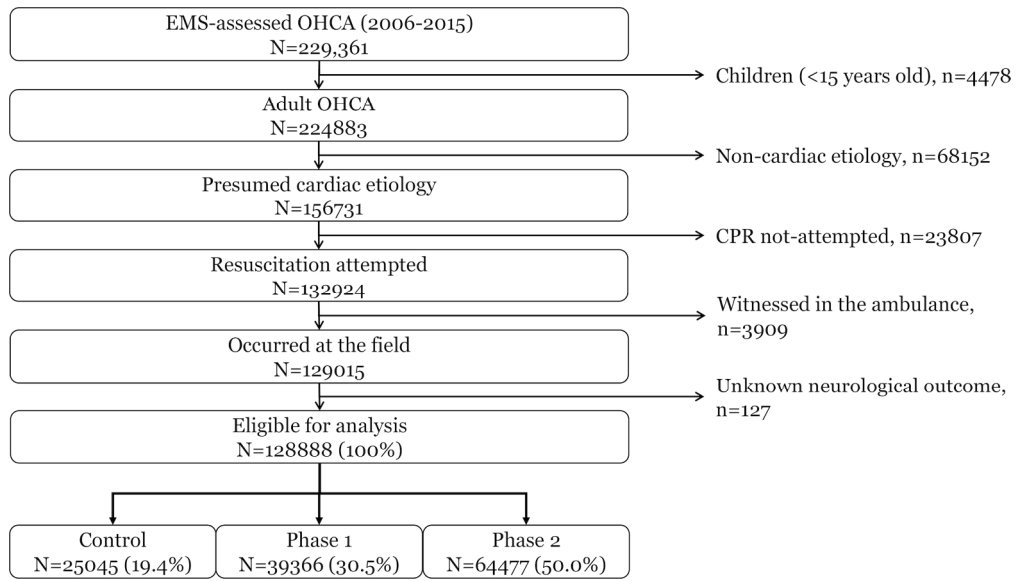 EMS-assessed OHCA (2006-2015)
N=229,361
Children (<15 years old), n=4478
Adult OHCA
N=224883
Non-cardiac etiology, n=68152
Presumed cardiac etiology
N=156731
CPR not-attempted, n=23807
Resuscitation attempted
N=132924
Witnessed in the ambulance,
n=3909
Occurred at the field
N=129015
Unknown neurological outcome,
n=127
Eligible for analysis
N=128888 (100%)
Control
N=25045 (19.4%)
Phase 1
N=39366 (30.5%)
Phase 2
N=64477 (50.0%)